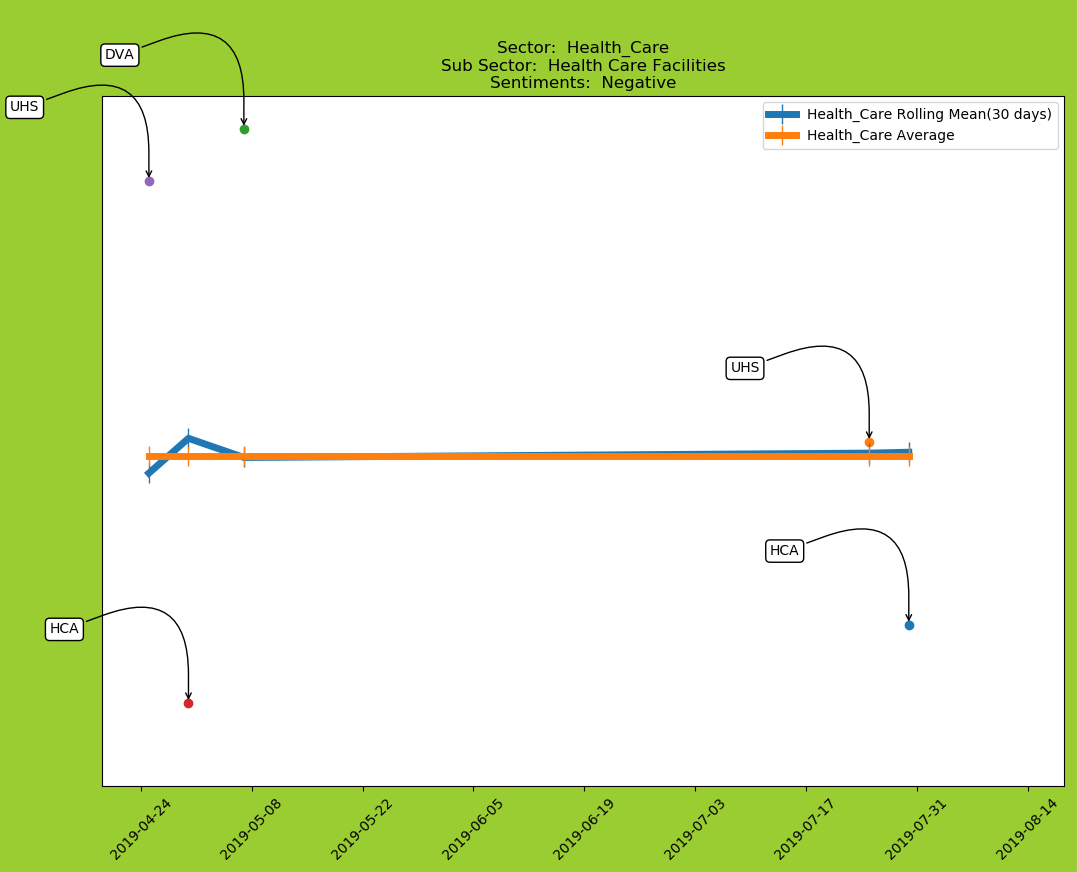 DVA
Sector:  Health_Care
Sub Sector:  Health Care Facilities
Sentiments:  Negative
UHS
Health_Care Rolling Mean(30 days)
Health_Care Average
UHS
HCA
HCA
2019-04-24
2019-05-08
2019-05-22
2019-06-05
2019-06-19
2019-07-03
2019-07-17
2019-07-31
2019-08-14